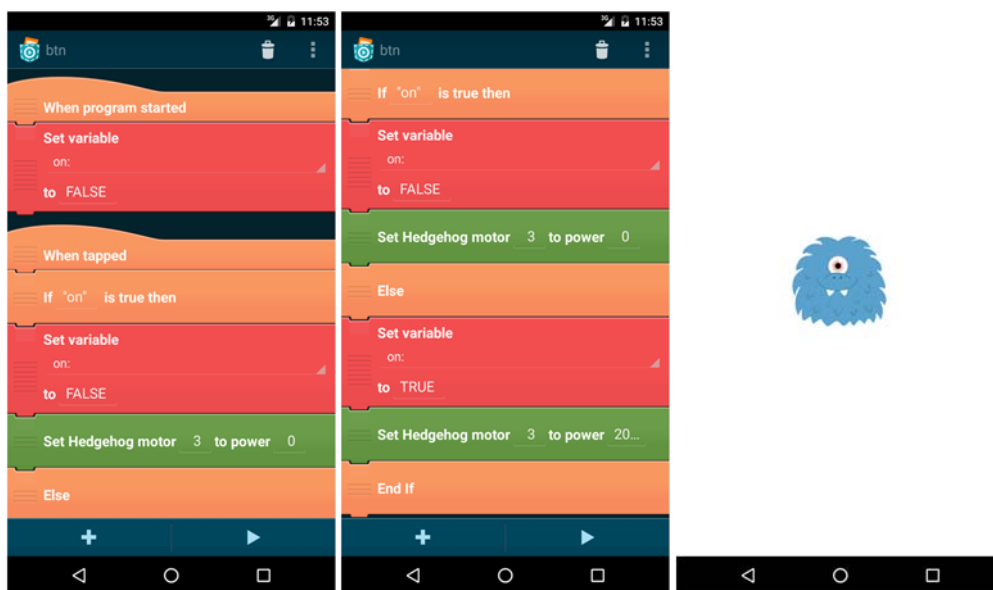 3G 11:53
btn
When program started
Set variable
on:
to FALSE
When tapped
If "on" is true then
Set variable
on:
to FALSE
Set Hedgehog motor 3 to power 0
Else
3G 11:53
btn
If "on" is true then
Set variable
on:
to FALSE
Set Hedgehog motor 3 to power 0
Else
Set variable
on:
to TRUE
Set Hedgehog motor 3 to power 20...
End If